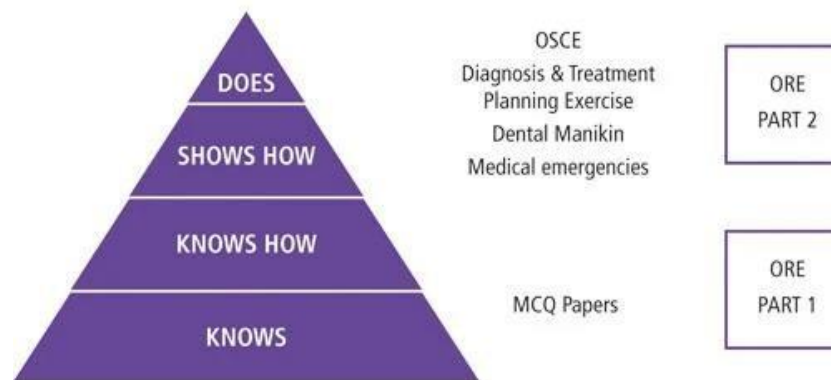 DOES
SHOWS HOW
KNOWS HOW
KNOWS
OSCE
Diagnosis & Treatment
Planning Exercise
Dental Manikin
Medical emergencies
MCQ Papers
ORE
PART 2
ORE
PART 1